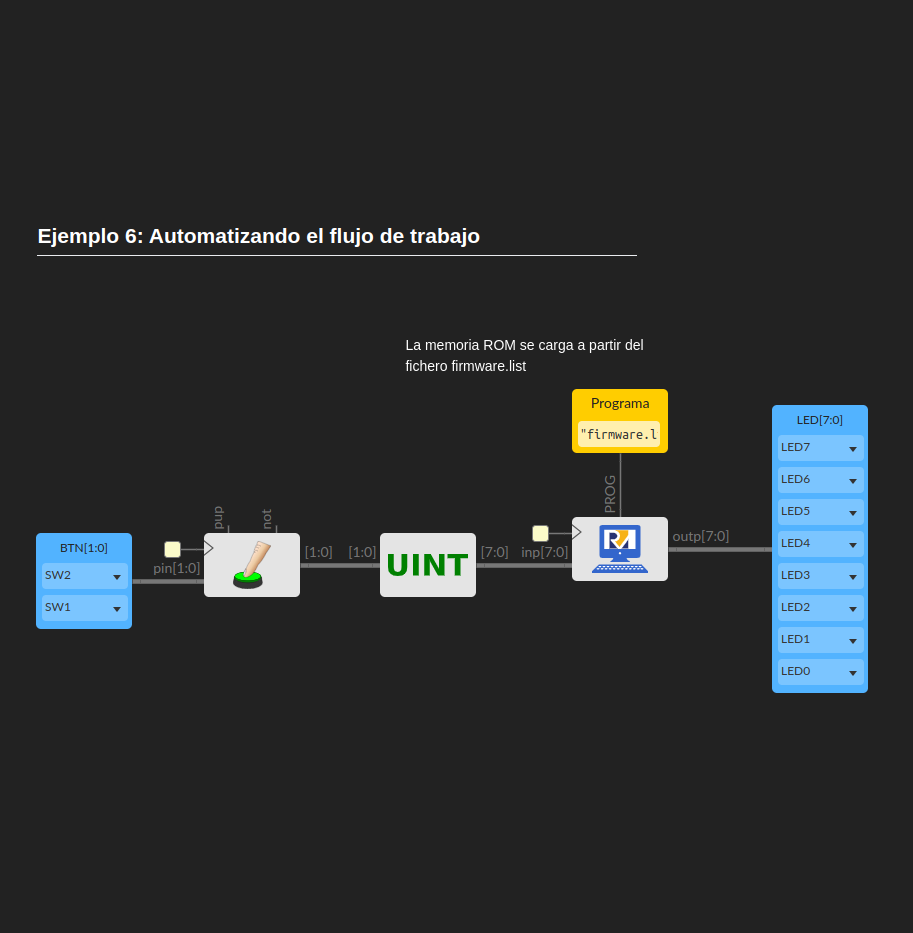 Ejemplo 6: Automatizando el flujo de trabajo
La memoria ROM se carga a partir del
fichero firmware.list
Programa
"firmware.l
PROG
LED[7:0]
LED7
LED6
LED5
LED4
LED3
LED2
LED1
LED0
BTN[1:0]
SW2
SW1
pin[1:0]
pup
not
[1:0]
[1:0]
UINT
[7:0]
inp[7:0]
outp[7:0]